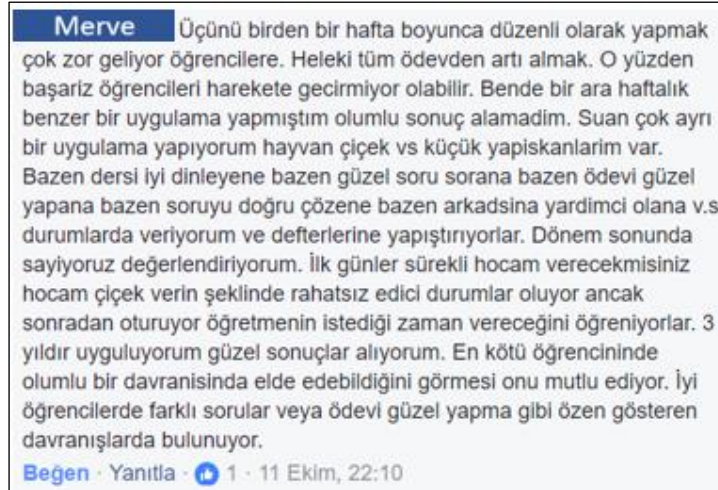 Merve Üçünü birden bir hafta boyunca düzenli olarak yapmak
çok zor geliyor öğrencilere. Heleki tüm ödevden artı almak. O yüzden
başariz öğrencileri harekete gecirmiyor olabilir. Bende bir ara haftalık
benzer bir uygulama yapmıştım olumlu sonuç alamadim. Suan çok ayrı
bir uygulama yapıyorum hayvan çiçek vs küçük yapiskanlarim var.
Bazen dersi iyi dinleyene bazen güzel soru sorana bazen ödevi güzel
yapana bazen soruyu doğru çözene bazen arkadsina yardimci olana v.s
durumlarda veriyorum ve defterlerine yapıştırıyorlar. Dönem sonunda
sayiyoruz değerlendiriyorum. İlk günler sürekli hocam verecekmisiniz
hocam çiçek verin şeklinde rahatsız edici durumlar oluyor ancak
sonradan oturuyor öğretmenin istediği zaman vereceğini öğreniyorlar. 3
yıldır uyguluyorum güzel sonuçlar alıyorum. En kötü öğrencininde
olumlu bir davranisinda elde edebildiğini görmesi onu mutlu ediyor. İyi
öğrencilerde farklı sorular veya ödevi güzel yapma gibi özen gösteren
davranışlarda bulunuyor.
Beğen · Yanıtla · 1 · 11 Ekim, 22:10